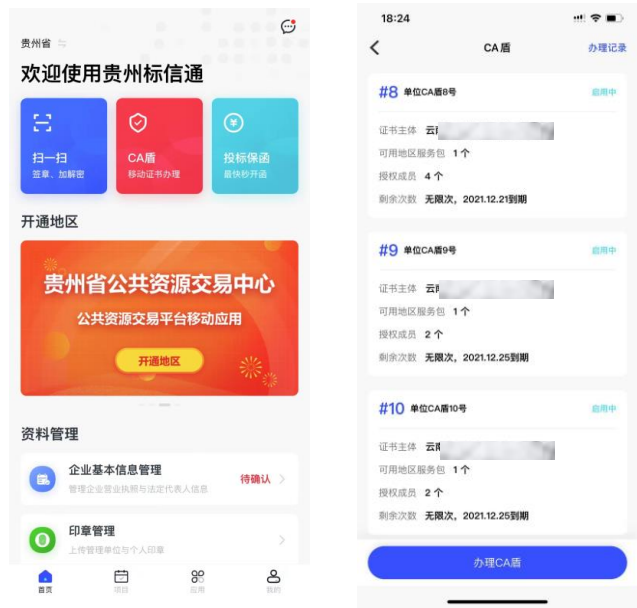 贵州省
欢迎使用贵州标信通
扫一扫
签章、加解密
CA盾
移动证书办理
投标保函
最快秒开函
开通地区
贵州省公共资源交易中心
公共资源交易平台移动应用
开通地区
资料管理
企业基本信息管理
管理企业营业执照与法定代表人信息
待确认
印章管理
上传管理单位与个人印章
首页
项目
应用
我的
18:24
CA盾
办理记录
#8 单位CA盾8号
启用中
证书主体 云
可用地区服务包 1个
授权成员 4个
剩余次数 无限次，2021.12.21到期
#9 单位CA盾9号
启用中
证书主体 云
可用地区服务包 1个
授权成员 2个
剩余次数 无限次，2021.12.25到期
#10 单位CA盾10号
启用中
证书主体 云
可用地区服务包 1个
授权成员 2个
剩余次数 无限次，2021.12.25到期
办理CA盾